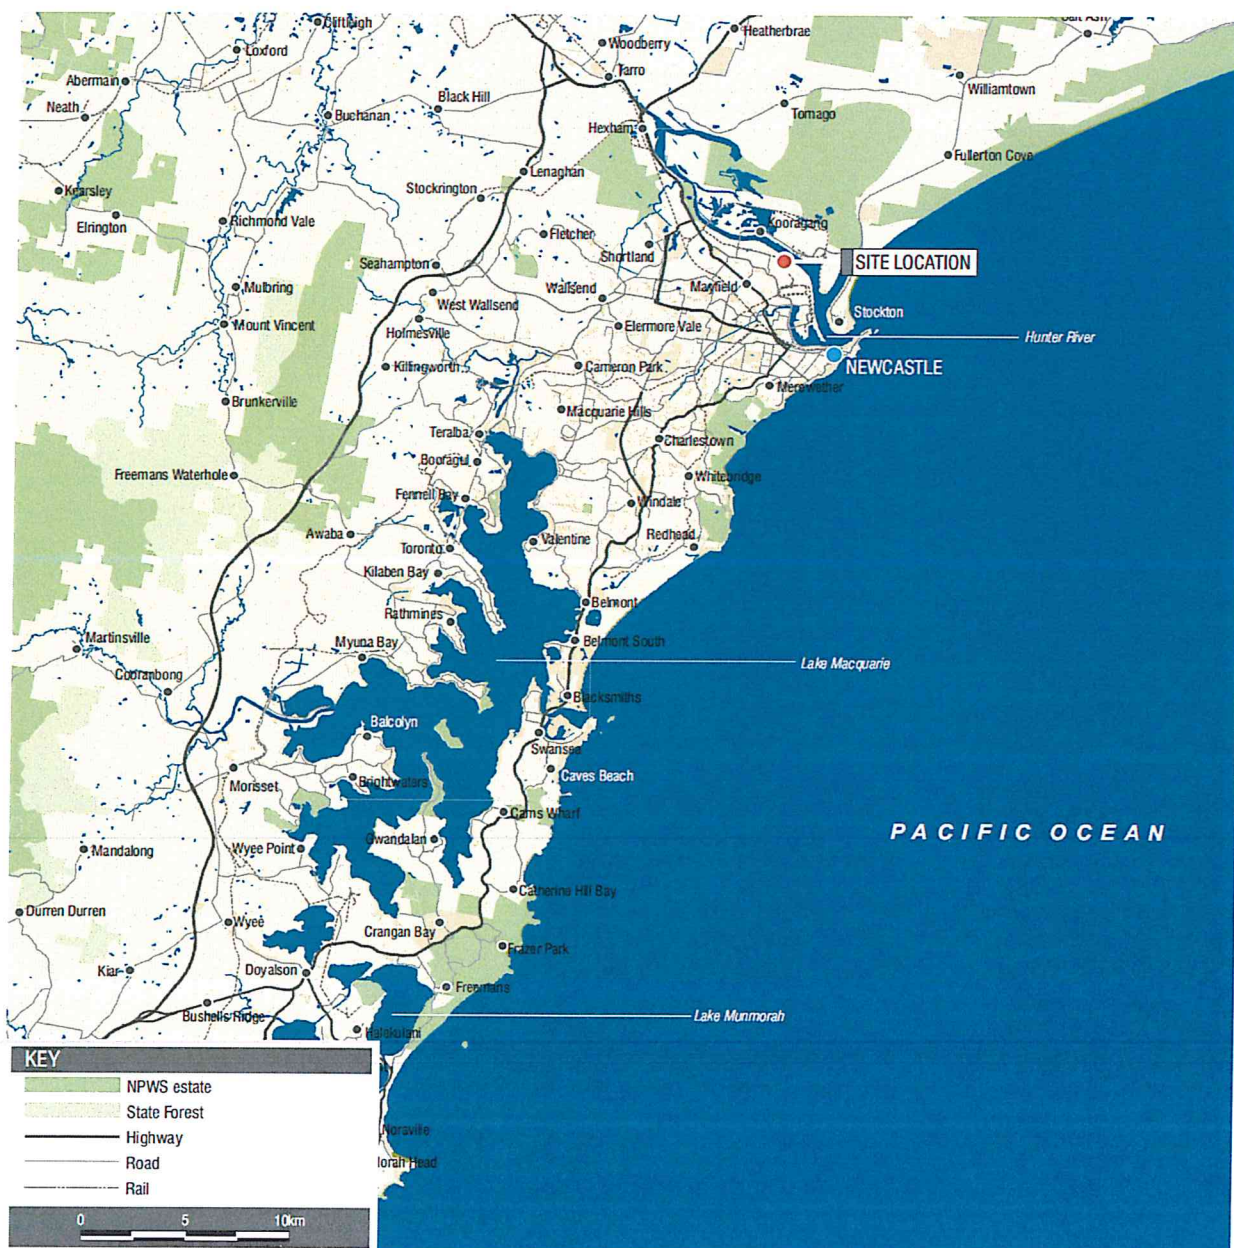 Cliftleigh
Salt Ash
Heatherbrae
Loxford
Woodberry
Tarro
Abermain
Williamtown
Neath
Black Hill
Tomago
Buchanan
Hexham
Fullerton Cove
Lenaghan
Kearsley
Stockrington
Elrington
Richmond Vale
Kooragang
Fletcher
Shortland
SITE LOCATION
Seahampton
Mulbring
Wallsend
Mayfield
West Wallsend
Stockton
Mount Vincent
Holmesville
Elermore Vale
Hunter River
Killingworth
Cameron Park
NEWCASTLE
Merewether
Brunkerville
Macquarie Hills
Teralba
Charlestown
Booragul
Freemans Waterhole
Whitebridge
Fennell Bay
Windale
Awaba
Valentine
Redhead
Toronto
Kilaben Bay
Belmont
Rathmines
Martinsville
Myuna Bay
Belmont South
Lake Macquarie
Cooranbong
Blacksmiths
Balcolyn
Swansea
Caves Beach
Morisset
Brightwaters
Cams Wharf
PACIFIC OCEAN
Mandalong
Wyee Point
Gwandalan
Catherine Hill Bay
Durren Durren
Wyee
Crangan Bay
Frazer Park
Kiar
Doyalson
Freemans
Bushells Ridge
Lake Munmorah
Halekulani
KEY
NPWS estate
State Forest
Highway
Norsville
Road
lorah Head
Rail
0 5 10km